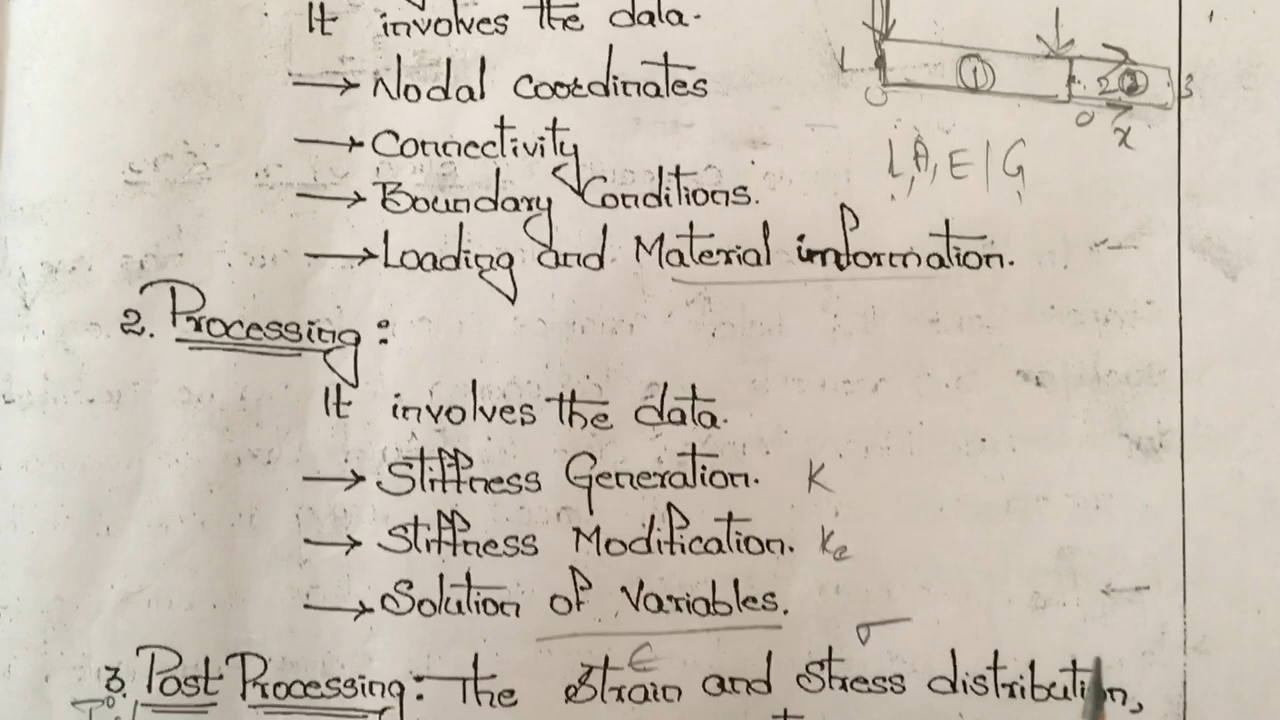 It involves the data.
→ Nodal Coordinates
→ Connectivity
→ Boundary Conditions.
→ Loading and Material information.
1 ① 2 ② 3
x
L, A, E | G
2. Processing:
It involves the data.
→ Stiffness Generation. K
→ Stiffness Modification. Ke
→ Solution of Variables.
ϵ σ
3. Post Processing: The Strain and Stress distribution,